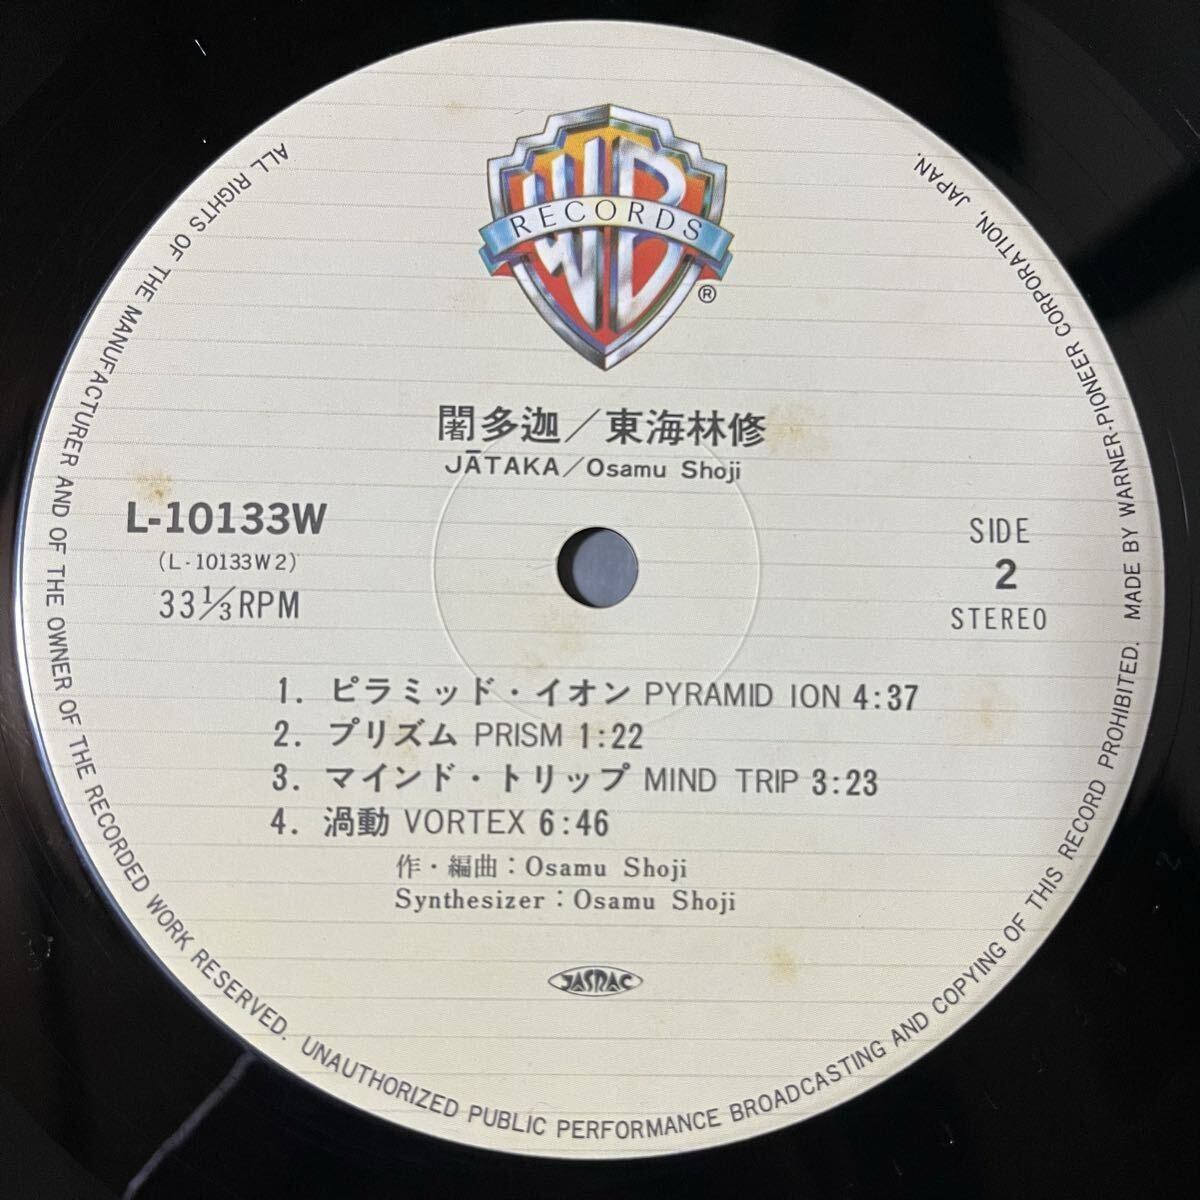 WB
RECORDS
®
闍多迦／東海林修
JĀTAKA／Osamu Shoji
L-10133W
(L-10133W2)
33⅓RPM
SIDE
2
STEREO
1. ピラミッド・イオン PYRAMID ION 4:37
2. プリズム PRISM 1:22
3. マインド・トリップ MIND TRIP 3:23
4. 渦動 VORTEX 6:46
作・編曲：Osamu Shoji
Synthesizer：Osamu Shoji
JASRAC
ALL RIGHTS OF THE MANUFACTURER AND OF THE OWNER OF THE RECORDED WORK RESERVED. UNAUTHORIZED PUBLIC PERFORMANCE BROADCASTING AND COPYING OF THIS RECORD PROHIBITED. MADE BY WARNER-PIONEER CORPORATION, JAPAN.